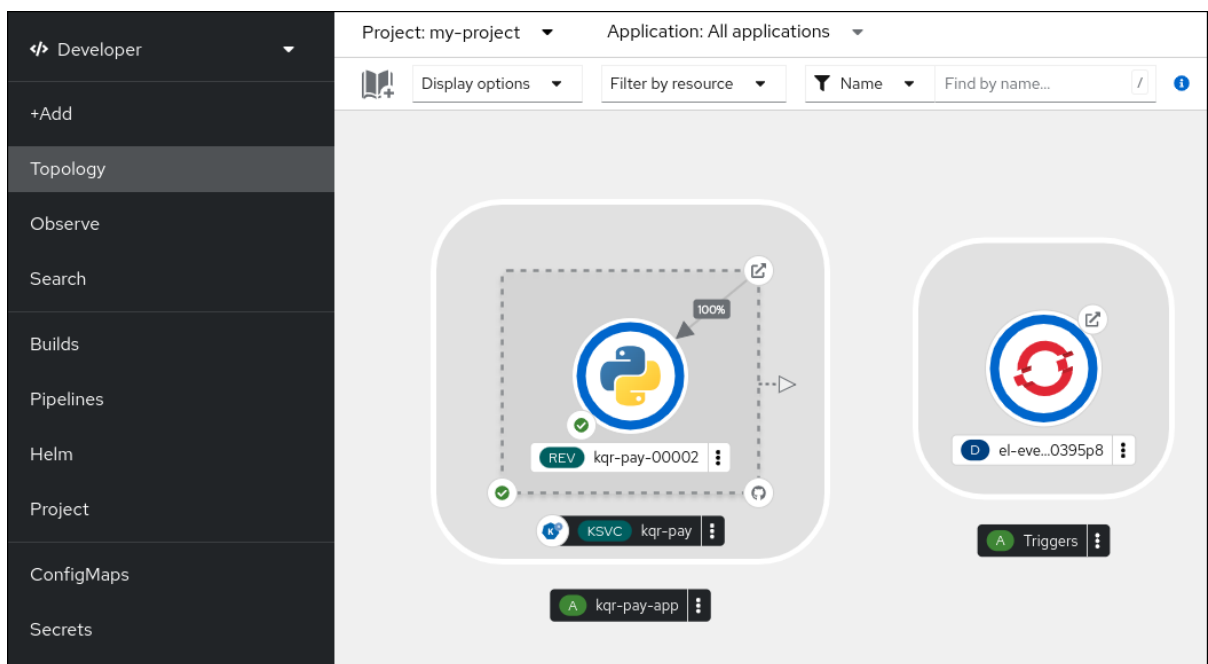 Developer
+Add
Topology
Observe
Search
Builds
Pipelines
Helm
Project
ConfigMaps
Secrets
Project: my-project
Application: All applications
Display options
Filter by resource
Name
Find by name...
/
i
100%
REV kqr-pay-00002
K
KSVC kqr-pay
A kqr-pay-app
D el-eve...0395p8
A Triggers